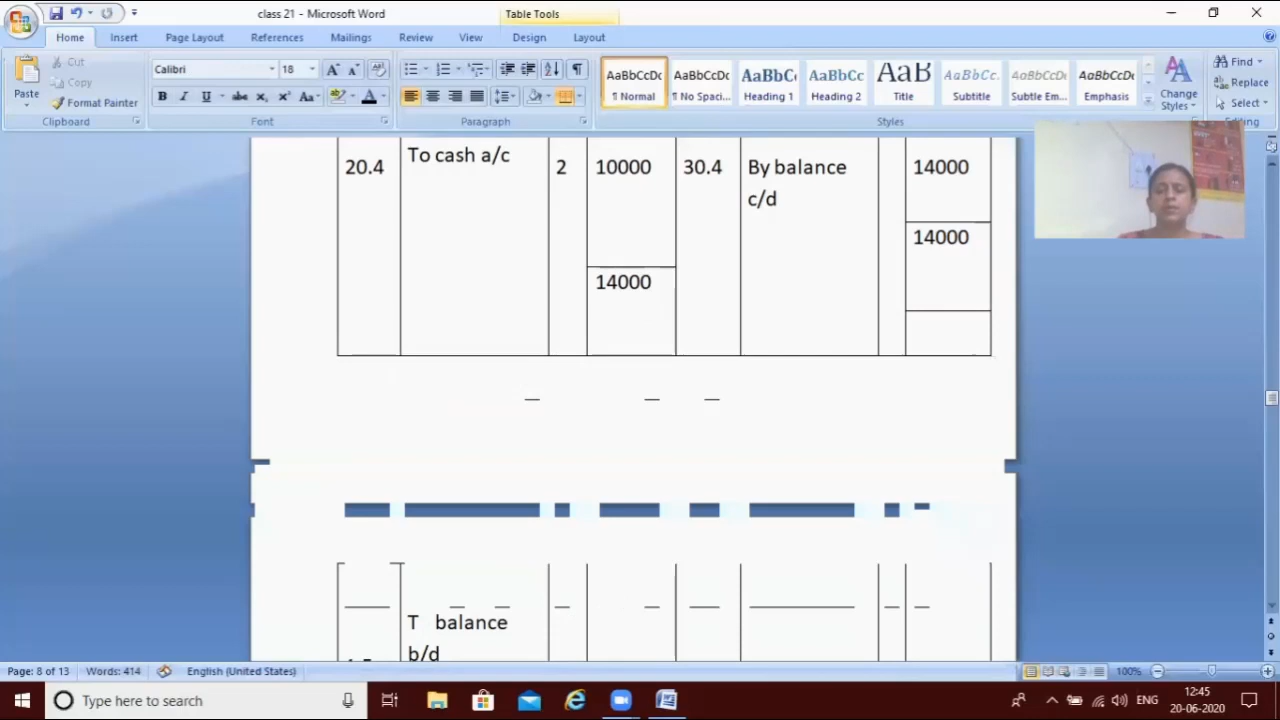 class 21 - Microsoft Word
Table Tools
Home Insert Page Layout References Mailings Review View Design Layout
Paste
Cut
Copy
Format Painter
Clipboard
Calibri 18
Font
Paragraph
AaBbCcDc AaBbCcDc AaBbC AaBbCc AaB AaBbCc. AaBbCcDc AaBbCcDc
¶ Normal ¶ No Spaci... Heading 1 Heading 2 Title Subtitle Subtle Em... Emphasis
Change Styles
Styles
Find
Replace
Select
Editing
20.4 To cash a/c 2 10000 30.4 By balance c/d 14000
14000
14000
T balance
b/d
Page: 8 of 13 Words: 414 English (United States) 100%
Type here to search
ENG
12:45
20-06-2020